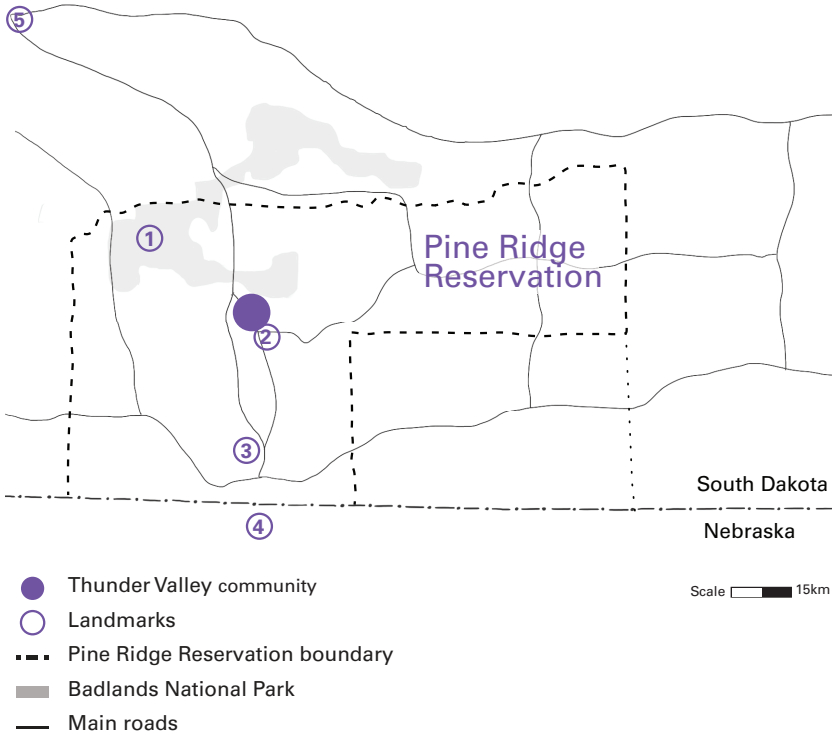 5
1
Pine Ridge
Reservation
2
3
4
South Dakota
Nebraska
Thunder Valley community
Scale 15km
Landmarks
Pine Ridge Reservation boundary
Badlands National Park
Main roads